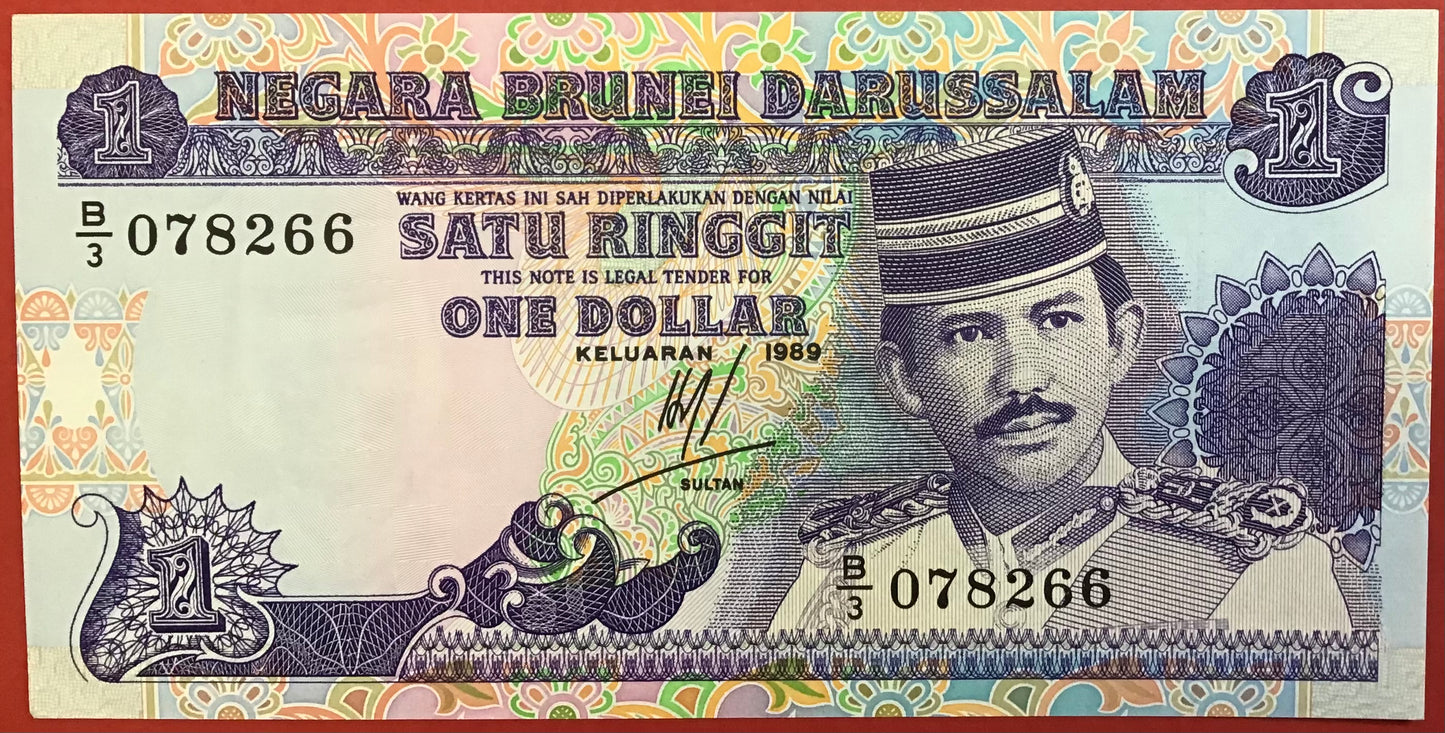 NEGARA BRUNEI DARUSSALAM
1
1
B/3 078266
WANG KERTAS INI SAH DIPERLAKUKAN DENGAN NILAI
SATU RINGGIT
THIS NOTE IS LEGAL TENDER FOR
ONE DOLLAR
KELUARAN 1989
SULTAN
1
B/3 078266